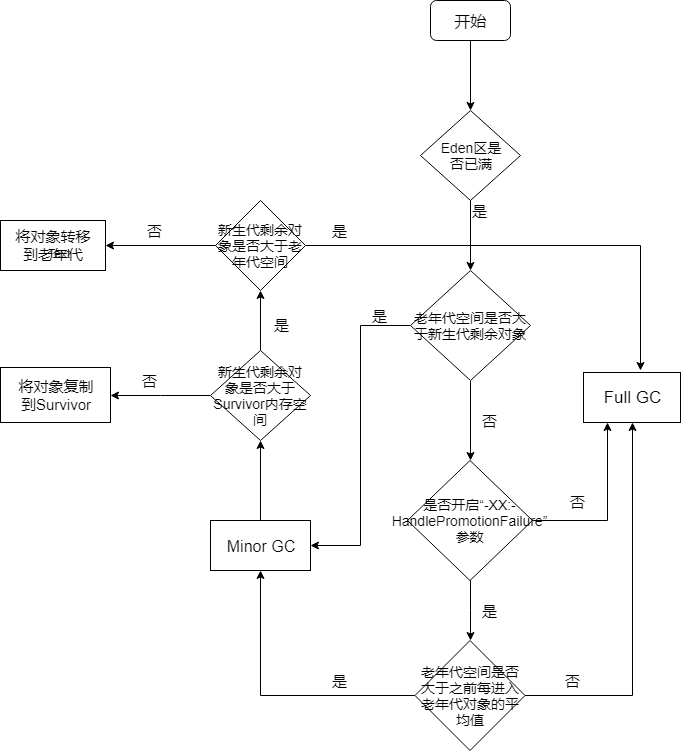 开始
Eden区是
否已满
是
新生代剩余对
象是否大于老
年代空间
否
是
将对象转移
到老年代
老年代空间是否大
于新生代剩余对象
是
是
新生代剩余对
象是否大于
Survivor内存空
间
否
将对象复制
到Survivor
Full GC
否
是否开启“-XX:-
HandlePromotionFailure”
参数
否
Minor GC
是
老年代空间是否
大于之前每进入
老年代对象的平
均值
是
否